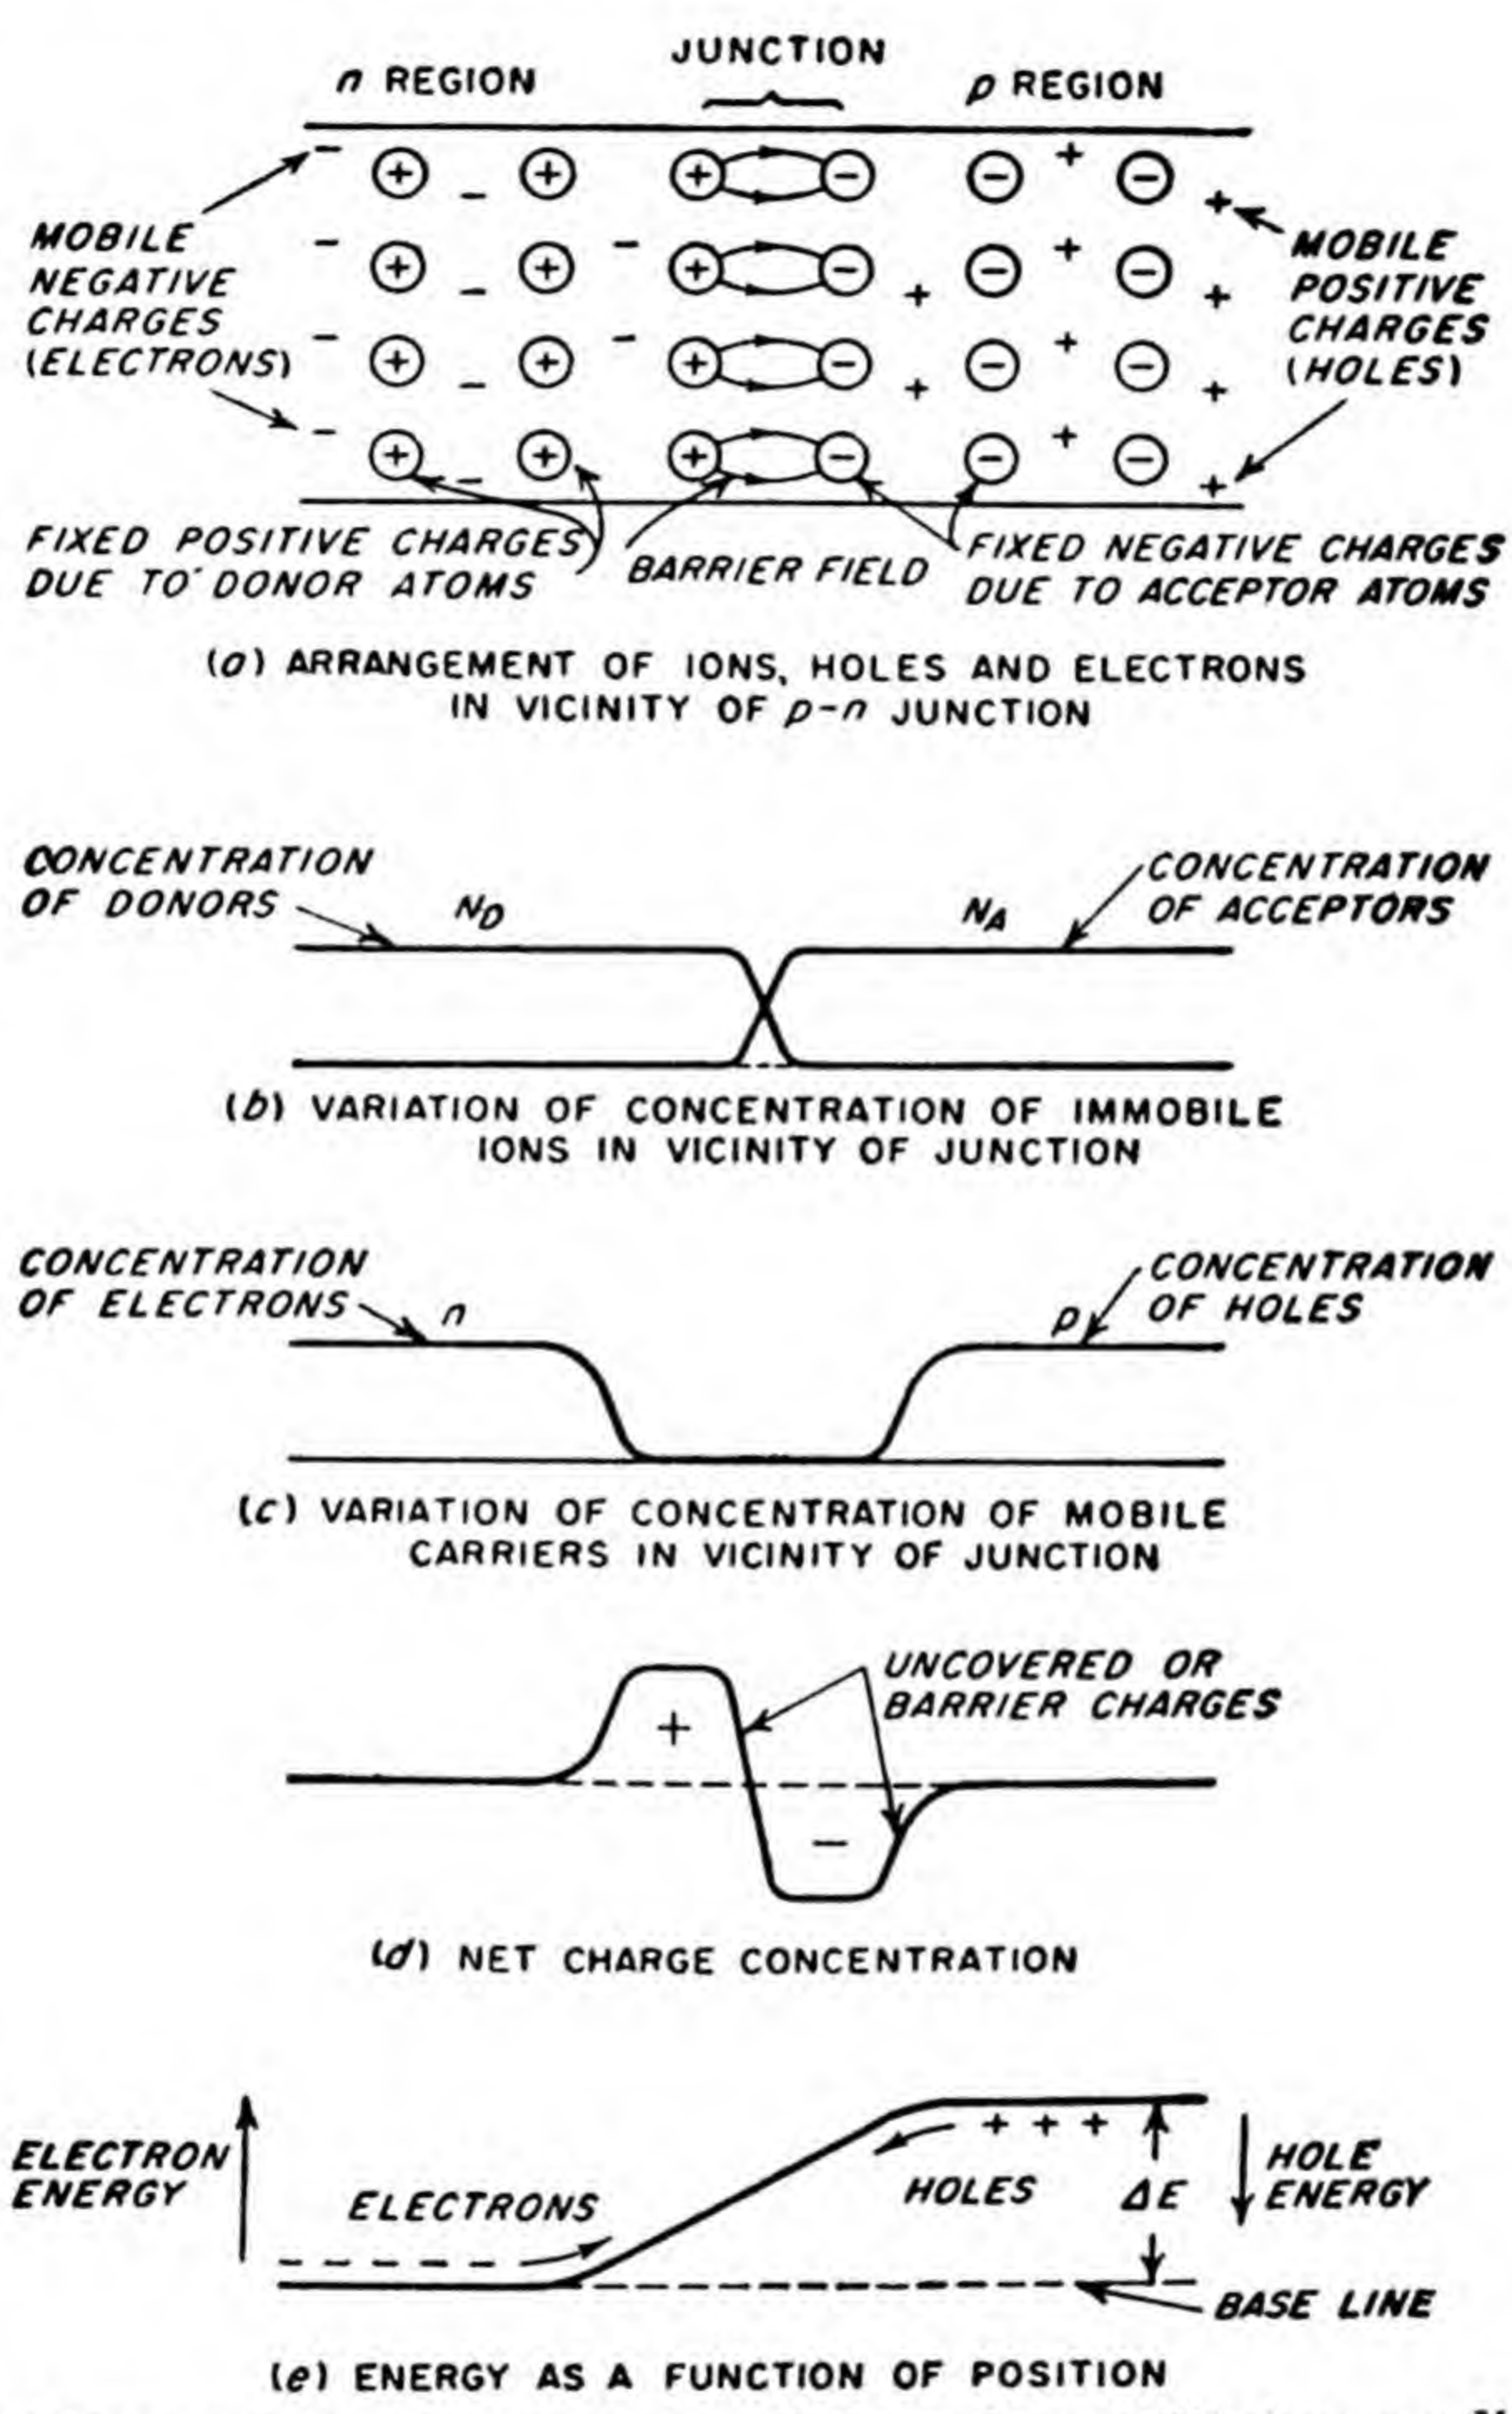 JUNCTION
n REGION
p REGION
MOBILE
NEGATIVE
CHARGES
(ELECTRONS)
MOBILE
POSITIVE
CHARGES
(HOLES)
FIXED POSITIVE CHARGES
DUE TO DONOR ATOMS
BARRIER FIELD
FIXED NEGATIVE CHARGES
DUE TO ACCEPTOR ATOMS
(a) ARRANGEMENT OF IONS, HOLES AND ELECTRONS
IN VICINITY OF p-n JUNCTION
CONCENTRATION
OF DONORS
ND
NA
CONCENTRATION
OF ACCEPTORS
(b) VARIATION OF CONCENTRATION OF IMMOBILE
IONS IN VICINITY OF JUNCTION
CONCENTRATION
OF ELECTRONS
n
p
CONCENTRATION
OF HOLES
(c) VARIATION OF CONCENTRATION OF MOBILE
CARRIERS IN VICINITY OF JUNCTION
UNCOVERED OR
BARRIER CHARGES
+
−
(d) NET CHARGE CONCENTRATION
ELECTRON
ENERGY
ELECTRONS
+ + +
HOLES
ΔE
HOLE
ENERGY
BASE LINE
(e) ENERGY AS A FUNCTION OF POSITION